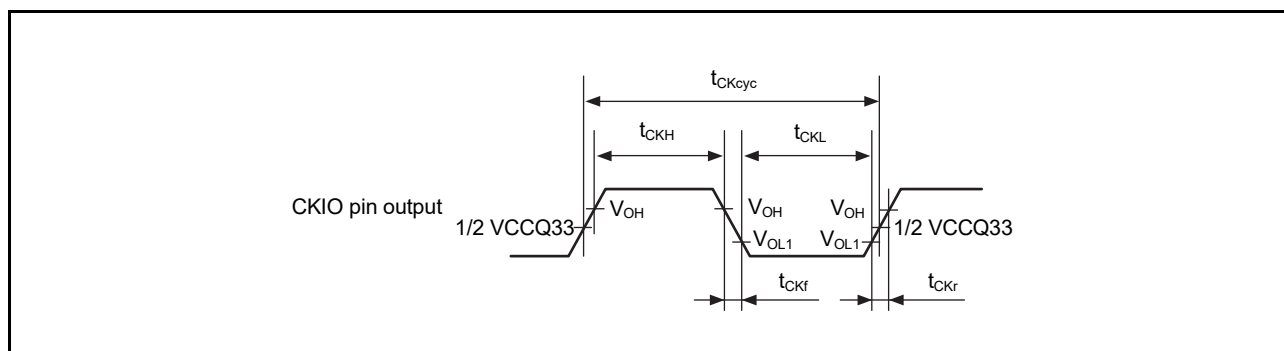 tCKcyc
tCKH
tCKL
CKIO pin output
VOH
VOH
VOH
1/2 VCCQ33
1/2 VCCQ33
VOL1
VOL1
tCKf
tCKr